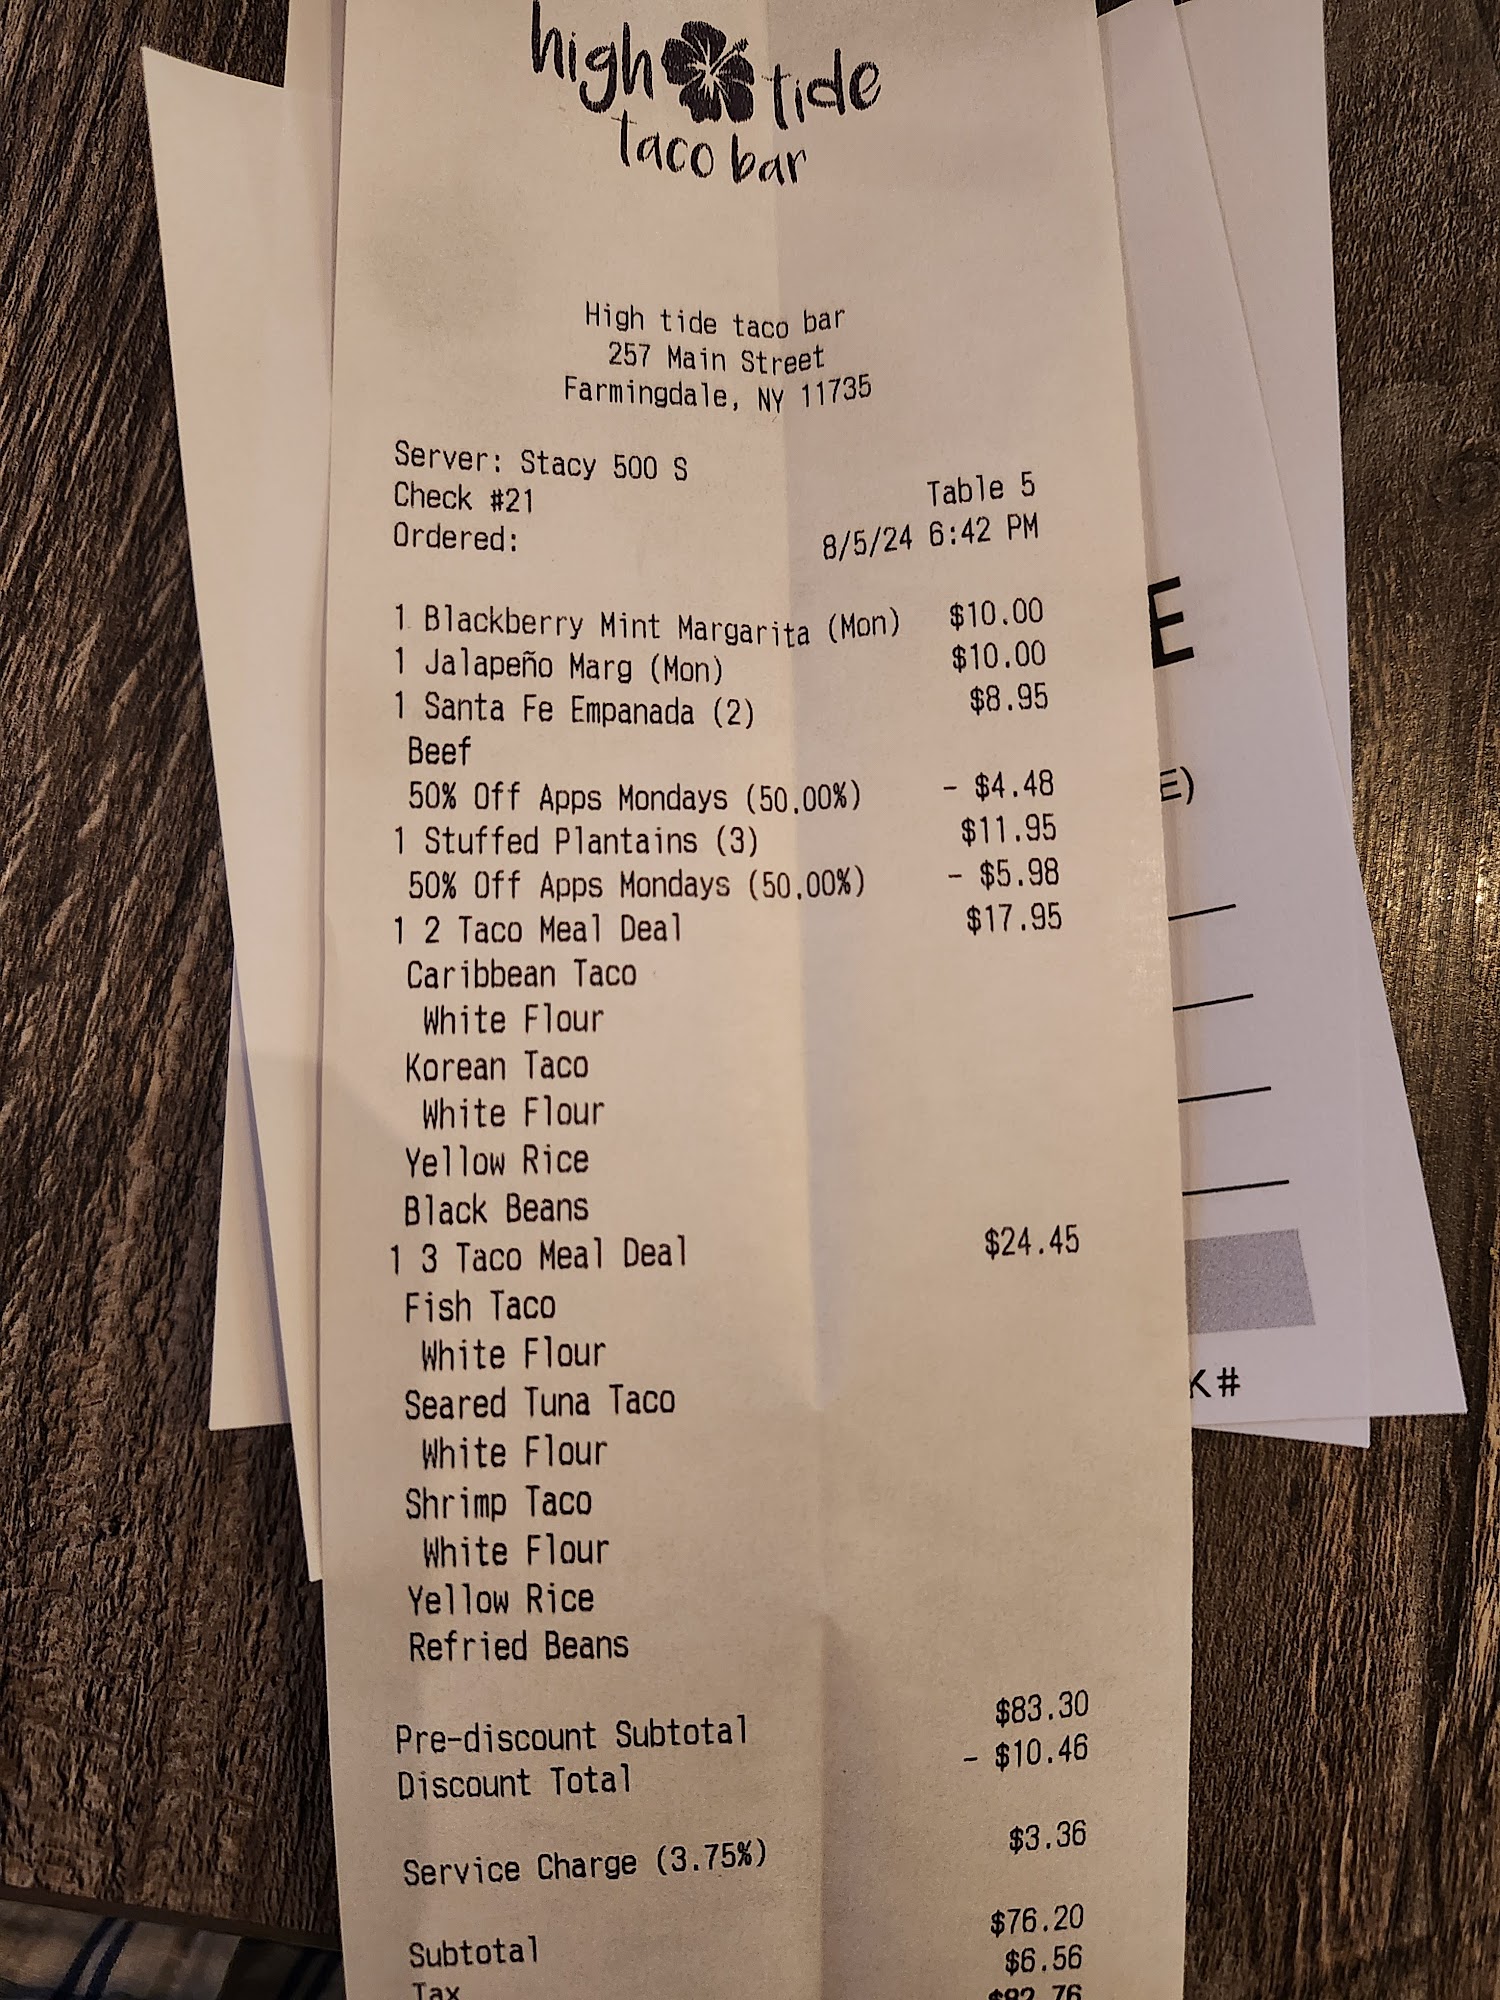 high tide
taco bar
High tide taco bar
257 Main Street
Farmingdale, NY 11735
Server: Stacy 500 S
Check #21 Table 5
Ordered: 8/5/24 6:42 PM
1 Blackberry Mint Margarita (Mon) $10.00
1 Jalapeño Marg (Mon) $10.00
1 Santa Fe Empanada (2) $8.95
Beef
50% Off Apps Mondays (50.00%) - $4.48
1 Stuffed Plantains (3) $11.95
50% Off Apps Mondays (50.00%) - $5.98
1 2 Taco Meal Deal $17.95
Caribbean Taco
White Flour
Korean Taco
White Flour
Yellow Rice
Black Beans
1 3 Taco Meal Deal $24.45
Fish Taco
White Flour
Seared Tuna Taco
White Flour
Shrimp Taco
White Flour
Yellow Rice
Refried Beans
Pre-discount Subtotal $83.30
Discount Total - $10.46
Service Charge (3.75%) $3.36
Subtotal $76.20
Tax $6.56
$82.76
E
E)
K#